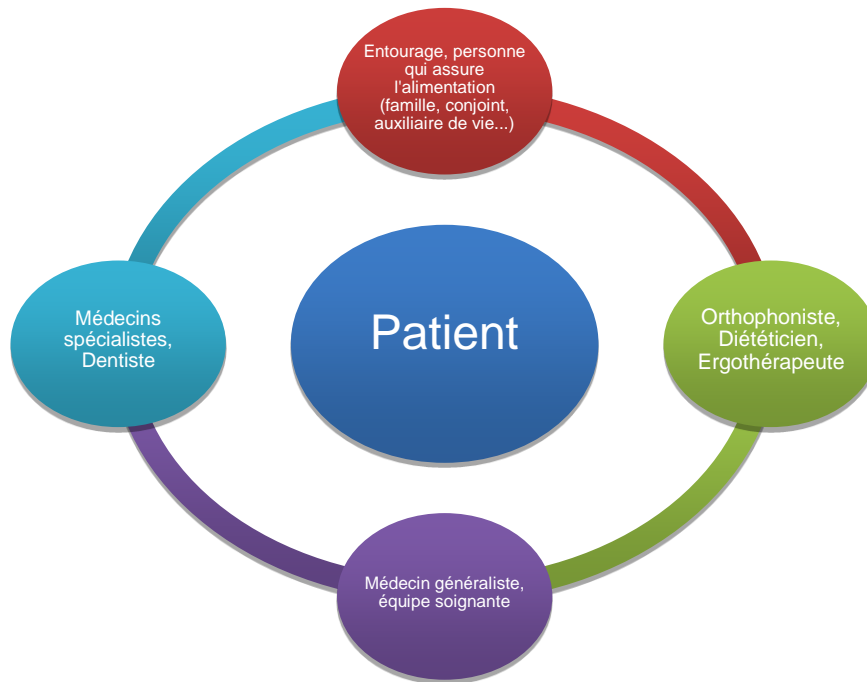 Entourage, personne
qui assure
l'alimentation
(famille, conjoint,
auxiliaire de vie...)
Médecins
spécialistes,
Dentiste
Patient
Orthophoniste,
Diététicien,
Ergothérapeute
Médecin généraliste,
équipe soignante